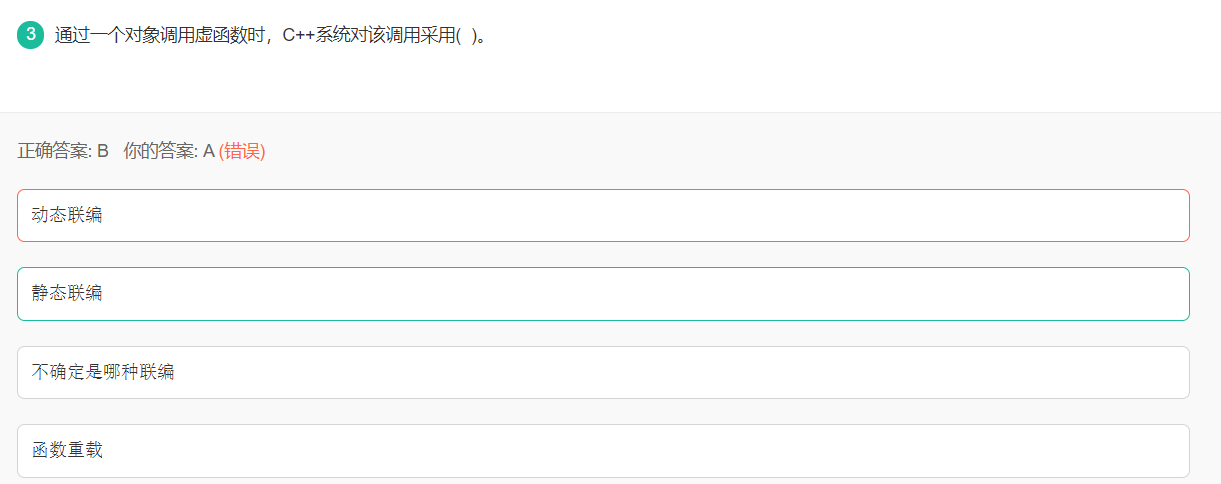 3 通过一个对象调用虚函数时，C++系统对该调用采用( )。
正确答案: B 你的答案: A (错误)
动态联编
静态联编
不确定是哪种联编
函数重载